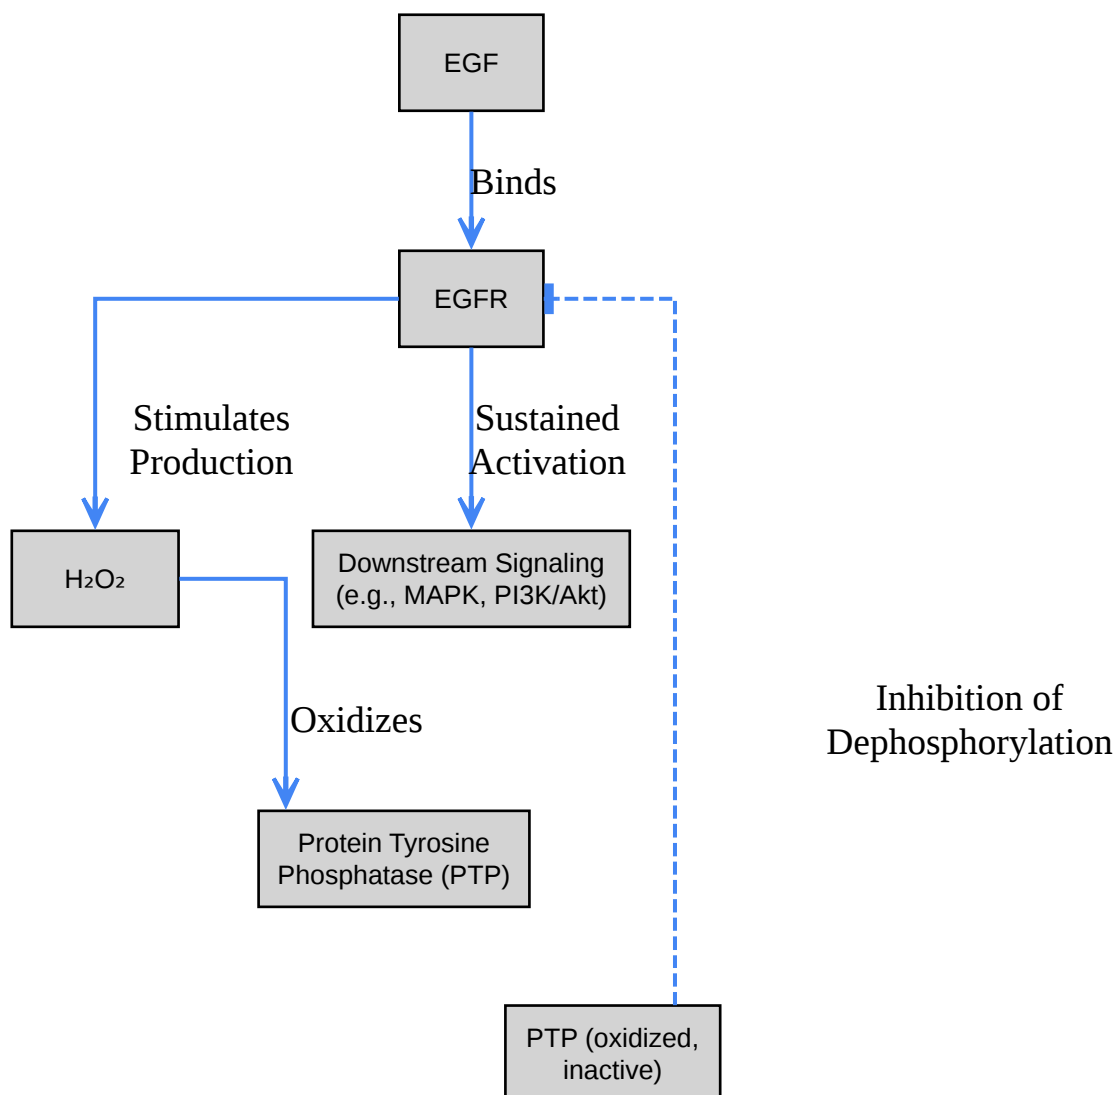 EGF
Binds
EGFR
Stimulates
Production
Sustained
Activation
H₂O₂
Downstream Signaling
(e.g., MAPK, PI3K/Akt)
Inhibition of
Dephosphorylation
Oxidizes
Protein Tyrosine
Phosphatase (PTP)
PTP (oxidized,
inactive)